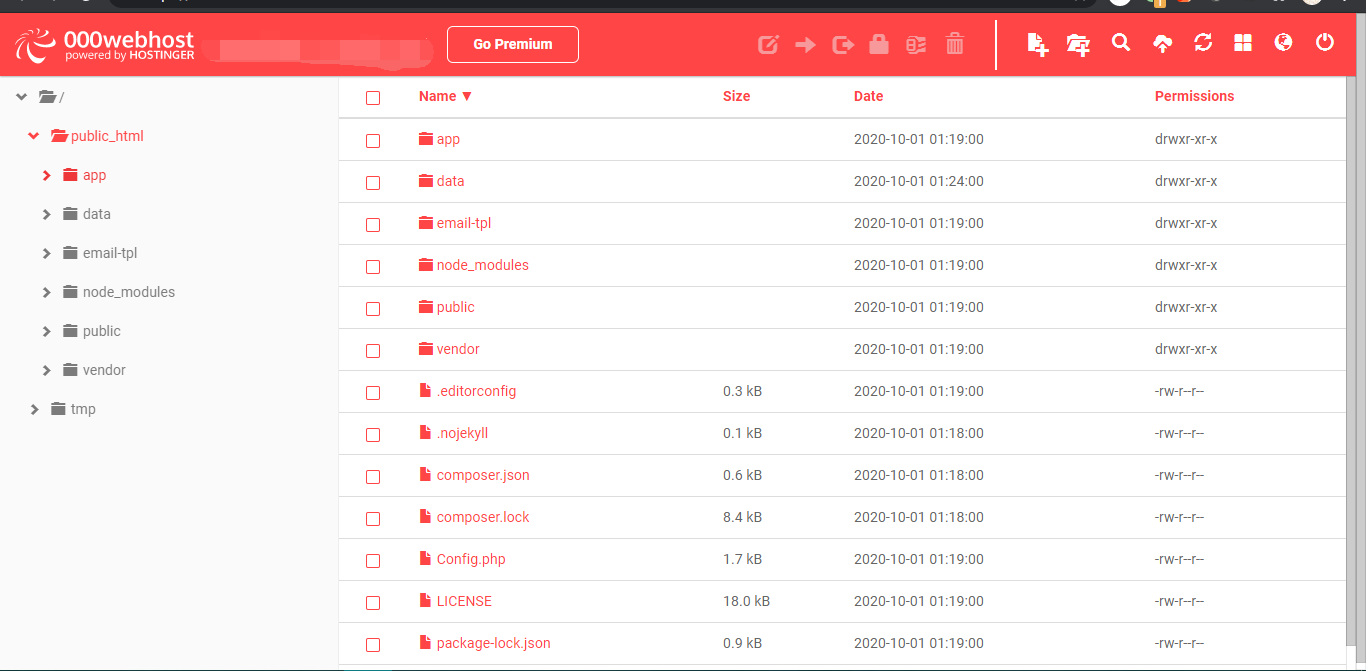 000webhost
powered by HOSTINGER
Go Premium
/
public_html
app
data
email-tpl
node_modules
public
vendor
tmp
Name ▼ Size Date Permissions
app 2020-10-01 01:19:00 drwxr-xr-x
data 2020-10-01 01:24:00 drwxr-xr-x
email-tpl 2020-10-01 01:19:00 drwxr-xr-x
node_modules 2020-10-01 01:19:00 drwxr-xr-x
public 2020-10-01 01:19:00 drwxr-xr-x
vendor 2020-10-01 01:19:00 drwxr-xr-x
.editorconfig 0.3 kB 2020-10-01 01:19:00 -rw-r--r--
.nojekyll 0.1 kB 2020-10-01 01:18:00 -rw-r--r--
composer.json 0.6 kB 2020-10-01 01:18:00 -rw-r--r--
composer.lock 8.4 kB 2020-10-01 01:18:00 -rw-r--r--
Config.php 1.7 kB 2020-10-01 01:19:00 -rw-r--r--
LICENSE 18.0 kB 2020-10-01 01:19:00 -rw-r--r--
package-lock.json 0.9 kB 2020-10-01 01:19:00 -rw-r--r--